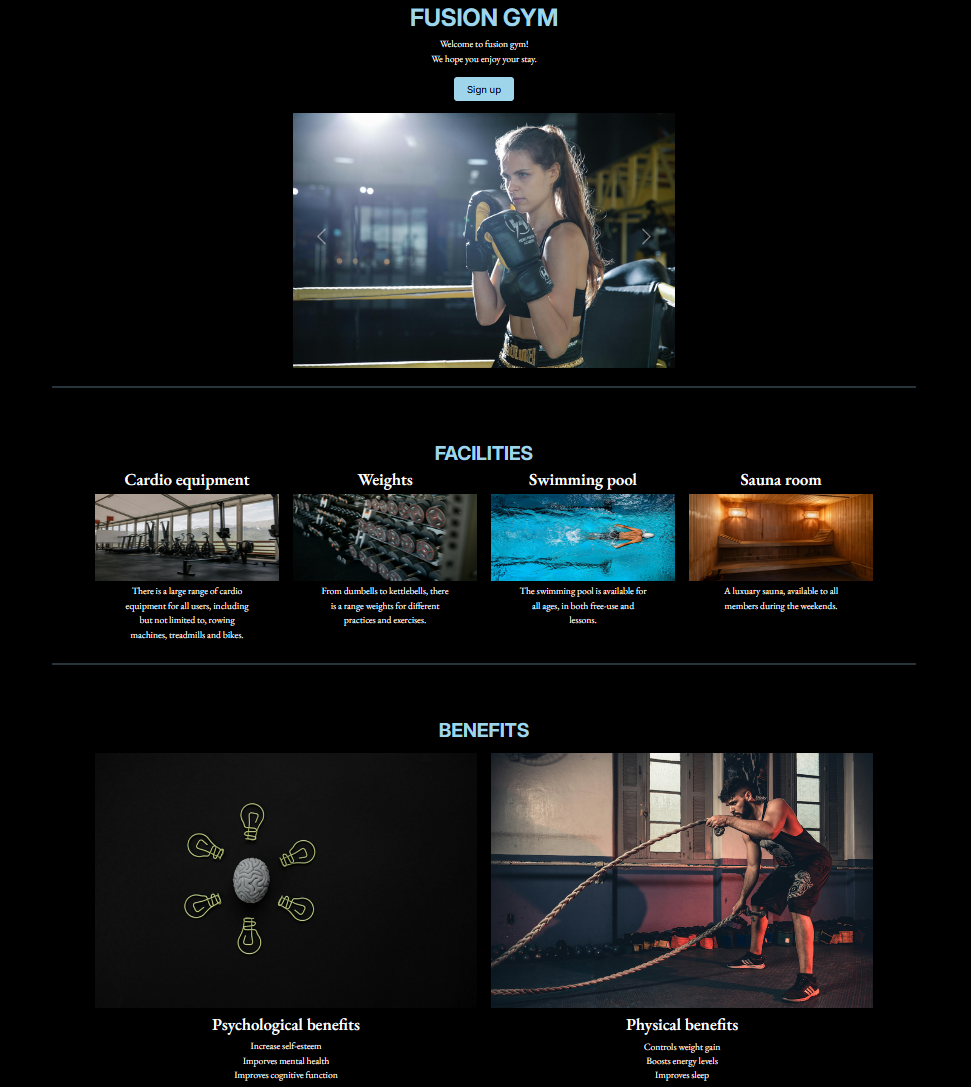 FUSION GYM
Welcome to fusion gym!
We hope you enjoy your stay.
Sign up
FACILITIES
Cardio equipment
There is a large range of cardio
equipment for all users, including
but not limited to, rowing
machines, treadmills and bikes.
Weights
From dumbells to kettlebells, there
is a range weights for different
practices and exercises.
Swimming pool
The swimming pool is available for
all ages, in both free-use and
lessons.
Sauna room
A luxuary sauna, available to all
members during the weekends.
BENEFITS
Psychological benefits
Increase self-esteem
Imporves mental health
Improves cognitive function
Physical benefits
Controls weight gain
Boosts energy levels
Improves sleep